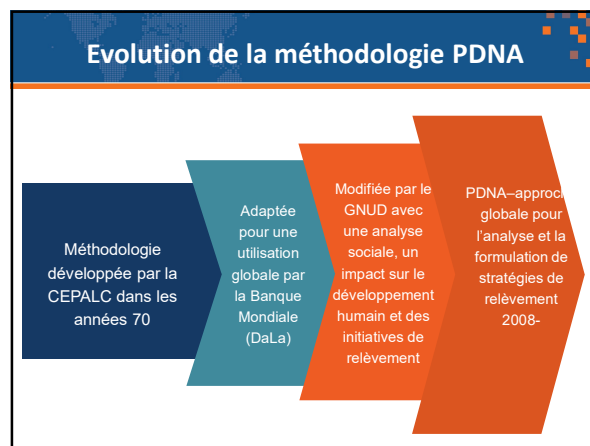 Evolution de la méthodologie PDNA
Méthodologie
développée par la
CEPALC dans les
années 70
Adaptée
pour une
utilisation
globale par
la Banque
Mondiale
(DaLa)
Modifiée par le
GNUD avec
une analyse
sociale, un
impact sur le
développement
humain et des
initiatives de
relèvement
PDNA–approche
globale pour
l'analyse et la
formulation de
stratégies de
relèvement
2008-